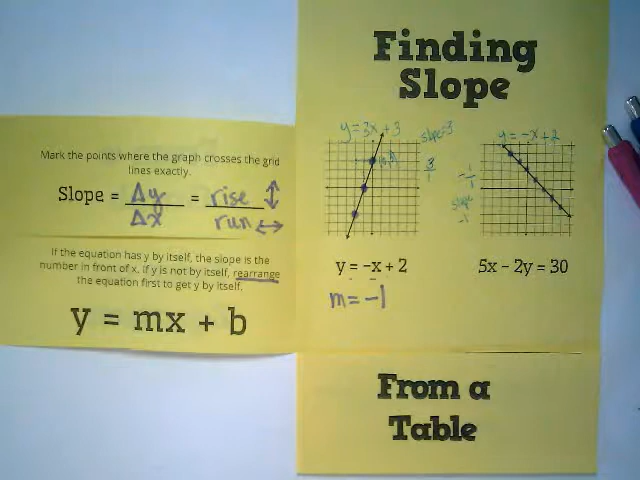 Finding
Slope
Mark the points where the graph crosses the grid
lines exactly.
Slope = Δy = rise
Δx run
If the equation has y by itself, the slope is the
number in front of x. If y is not by itself, rearrange
the equation first to get y by itself.
y = mx + b
y=3x+3
slope=3
3
1
y=-x+2
-1
1
slope
y = -x + 2
m = -1
5x - 2y = 30
From a
Table